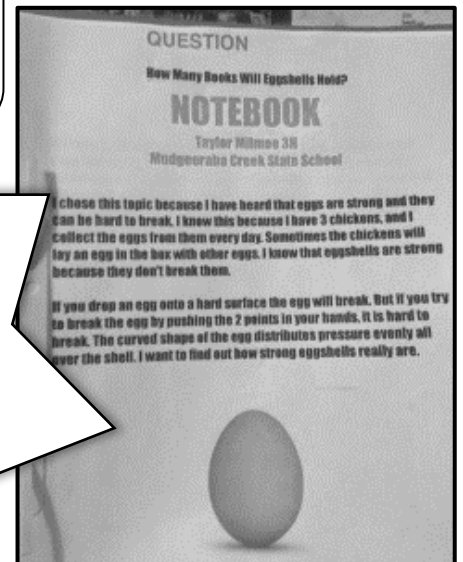 QUESTION
How Many Books Will Eggshells Hold?
NOTEBOOK
Taylor Milmoe 3H
Mudgeeraba Creek State School
I chose this topic because I have heard that eggs are strong and they
can be hard to break. I know this because I have 3 chickens, and I
collect the eggs from them every day. Sometimes the chickens will
lay an egg in the box with other eggs. I know that eggshells are strong
because they don't break them.
If you drop an egg onto a hard surface the egg will break. But if you try
to break the egg by pushing the 2 points in your hands, it is hard to
break. The curved shape of the egg distributes pressure evenly all
over the shell. I want to find out how strong eggshells really are.